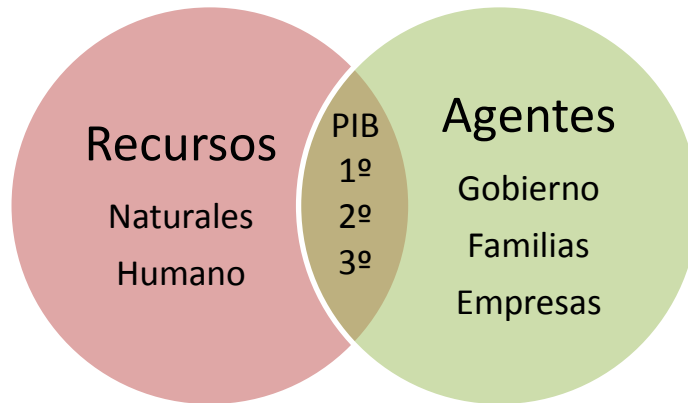 Recursos
Naturales
Humano
PIB
1º
2º
3º
Agentes
Gobierno
Familias
Empresas